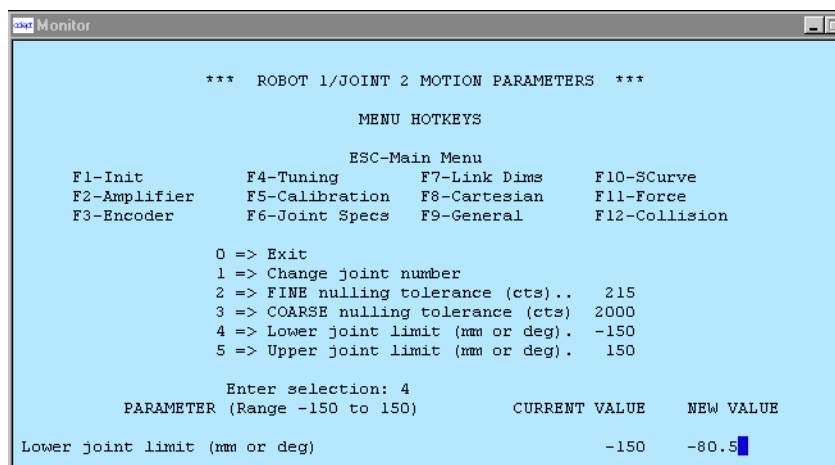 adept Monitor
*** ROBOT 1/JOINT 2 MOTION PARAMETERS ***
MENU HOTKEYS
ESC-Main Menu
F1-Init F4-Tuning F7-Link Dims F10-SCurve
F2-Amplifier F5-Calibration F8-Cartesian F11-Force
F3-Encoder F6-Joint Specs F9-General F12-Collision
0 => Exit
1 => Change joint number
2 => FINE nulling tolerance (cts).. 215
3 => COARSE nulling tolerance (cts) 2000
4 => Lower joint limit (mm or deg). -150
5 => Upper joint limit (mm or deg). 150
Enter selection: 4
PARAMETER (Range -150 to 150) CURRENT VALUE NEW VALUE
Lower joint limit (mm or deg) -150 -80.5